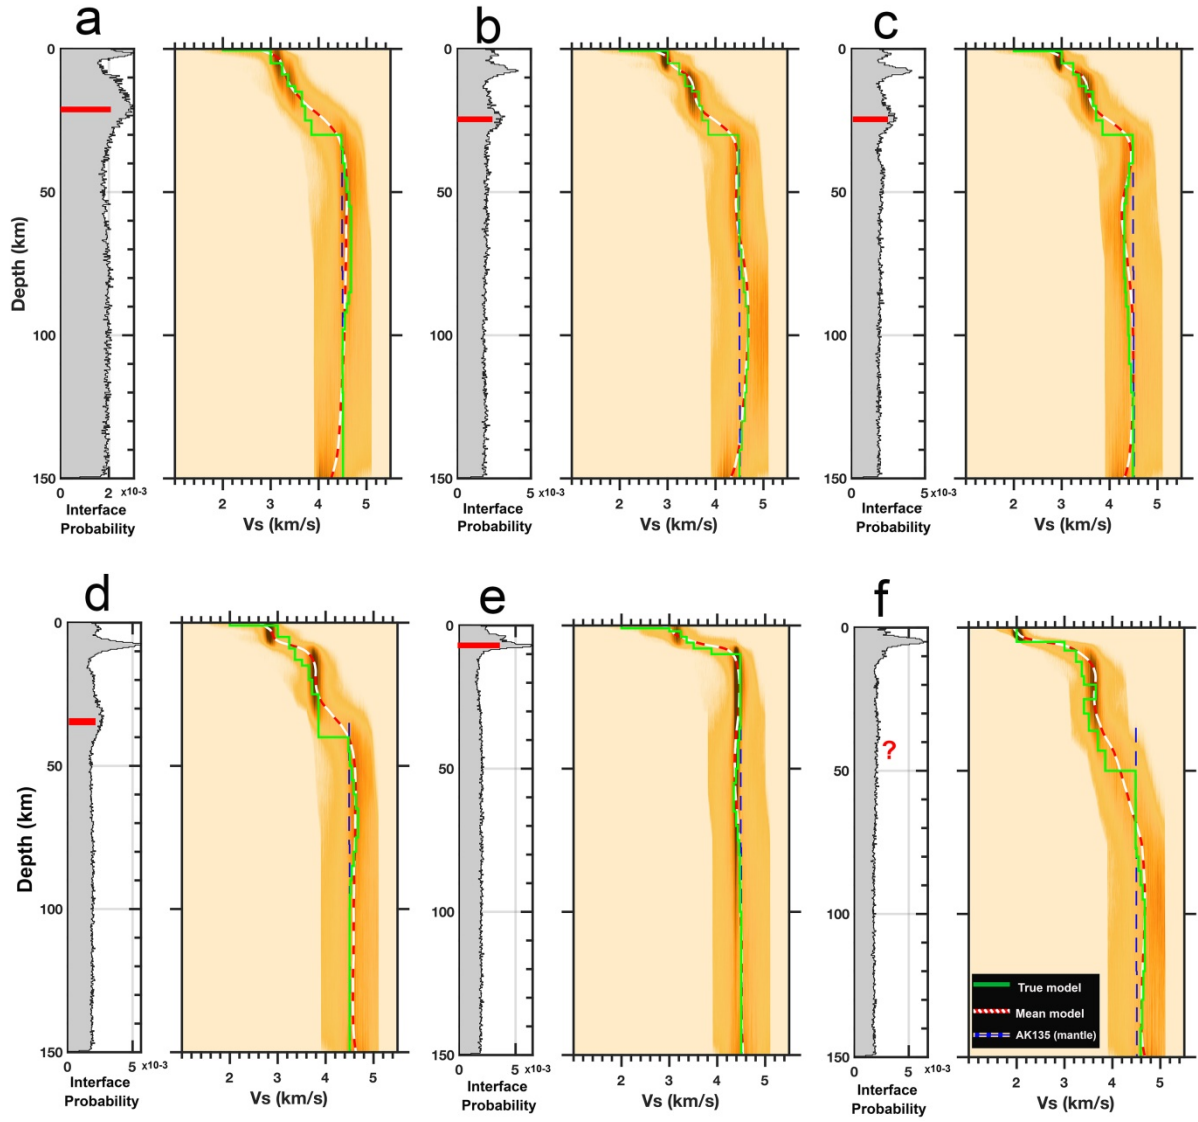 a
b
c
0
50
100
150
Depth (km)
0
2
x10-3
Interface
Probability
2
3
4
5
Vs (km/s)
0
50
100
150
0
5 x10-3
Interface
Probability
2
3
4
5
Vs (km/s)
0
50
100
150
0
5 x10-3
Interface
Probability
2
3
4
5
Vs (km/s)
d
e
f
0
50
100
150
Depth (km)
0
5
x10-3
Interface
Probability
2
3
4
5
Vs (km/s)
0
50
100
150
0
5
x10-3
Interface
Probability
2
3
4
5
Vs (km/s)
0
50
100
150
?
0
5
x10-3
Interface
Probability
True model
Mean model
AK135 (mantle)
2
3
4
5
Vs (km/s)